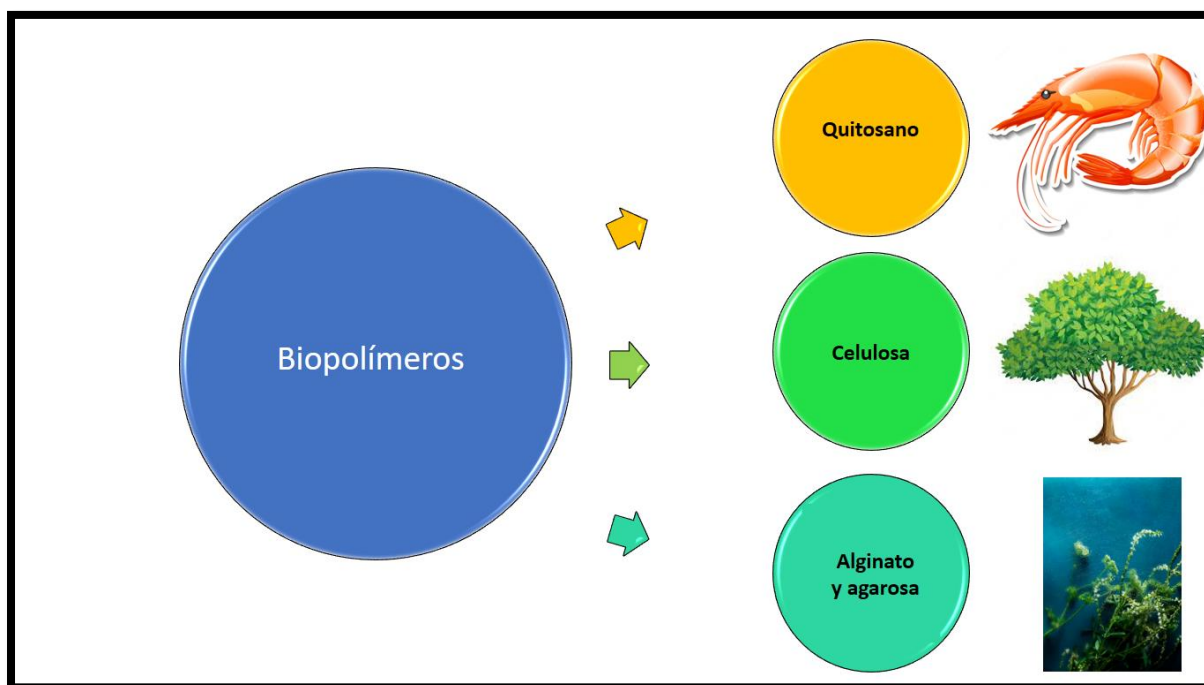 Biopolímeros
Quitosano
Celulosa
Alginato
y agarosa